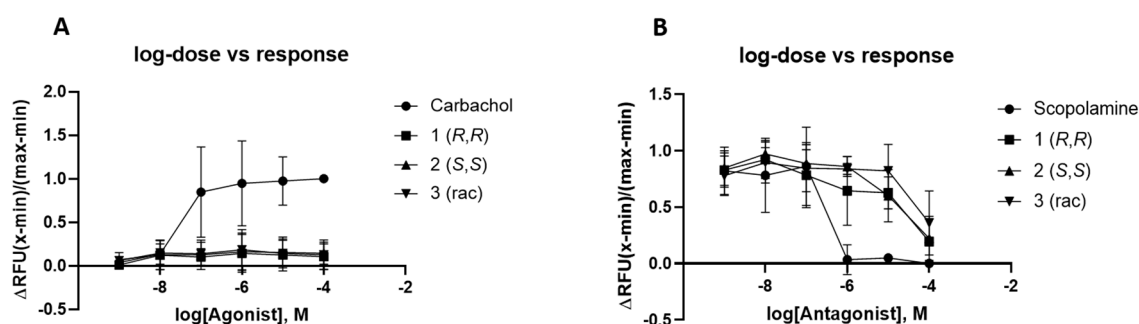 A
log-dose vs response
ΔRFU(x-min)/(max-min)
2.0
1.5
1.0
0.5
0.0
-0.5
-8
-6
-4
-2
log[Agonist], M
Carbachol
1 (R,R)
2 (S,S)
3 (rac)
B
log-dose vs response
ΔRFU(x-min)/(max-min)
1.5
1.0
0.5
0.0
-0.5
-8
-6
-4
-2
log[Antagonist], M
Scopolamine
1 (R,R)
2 (S,S)
3 (rac)